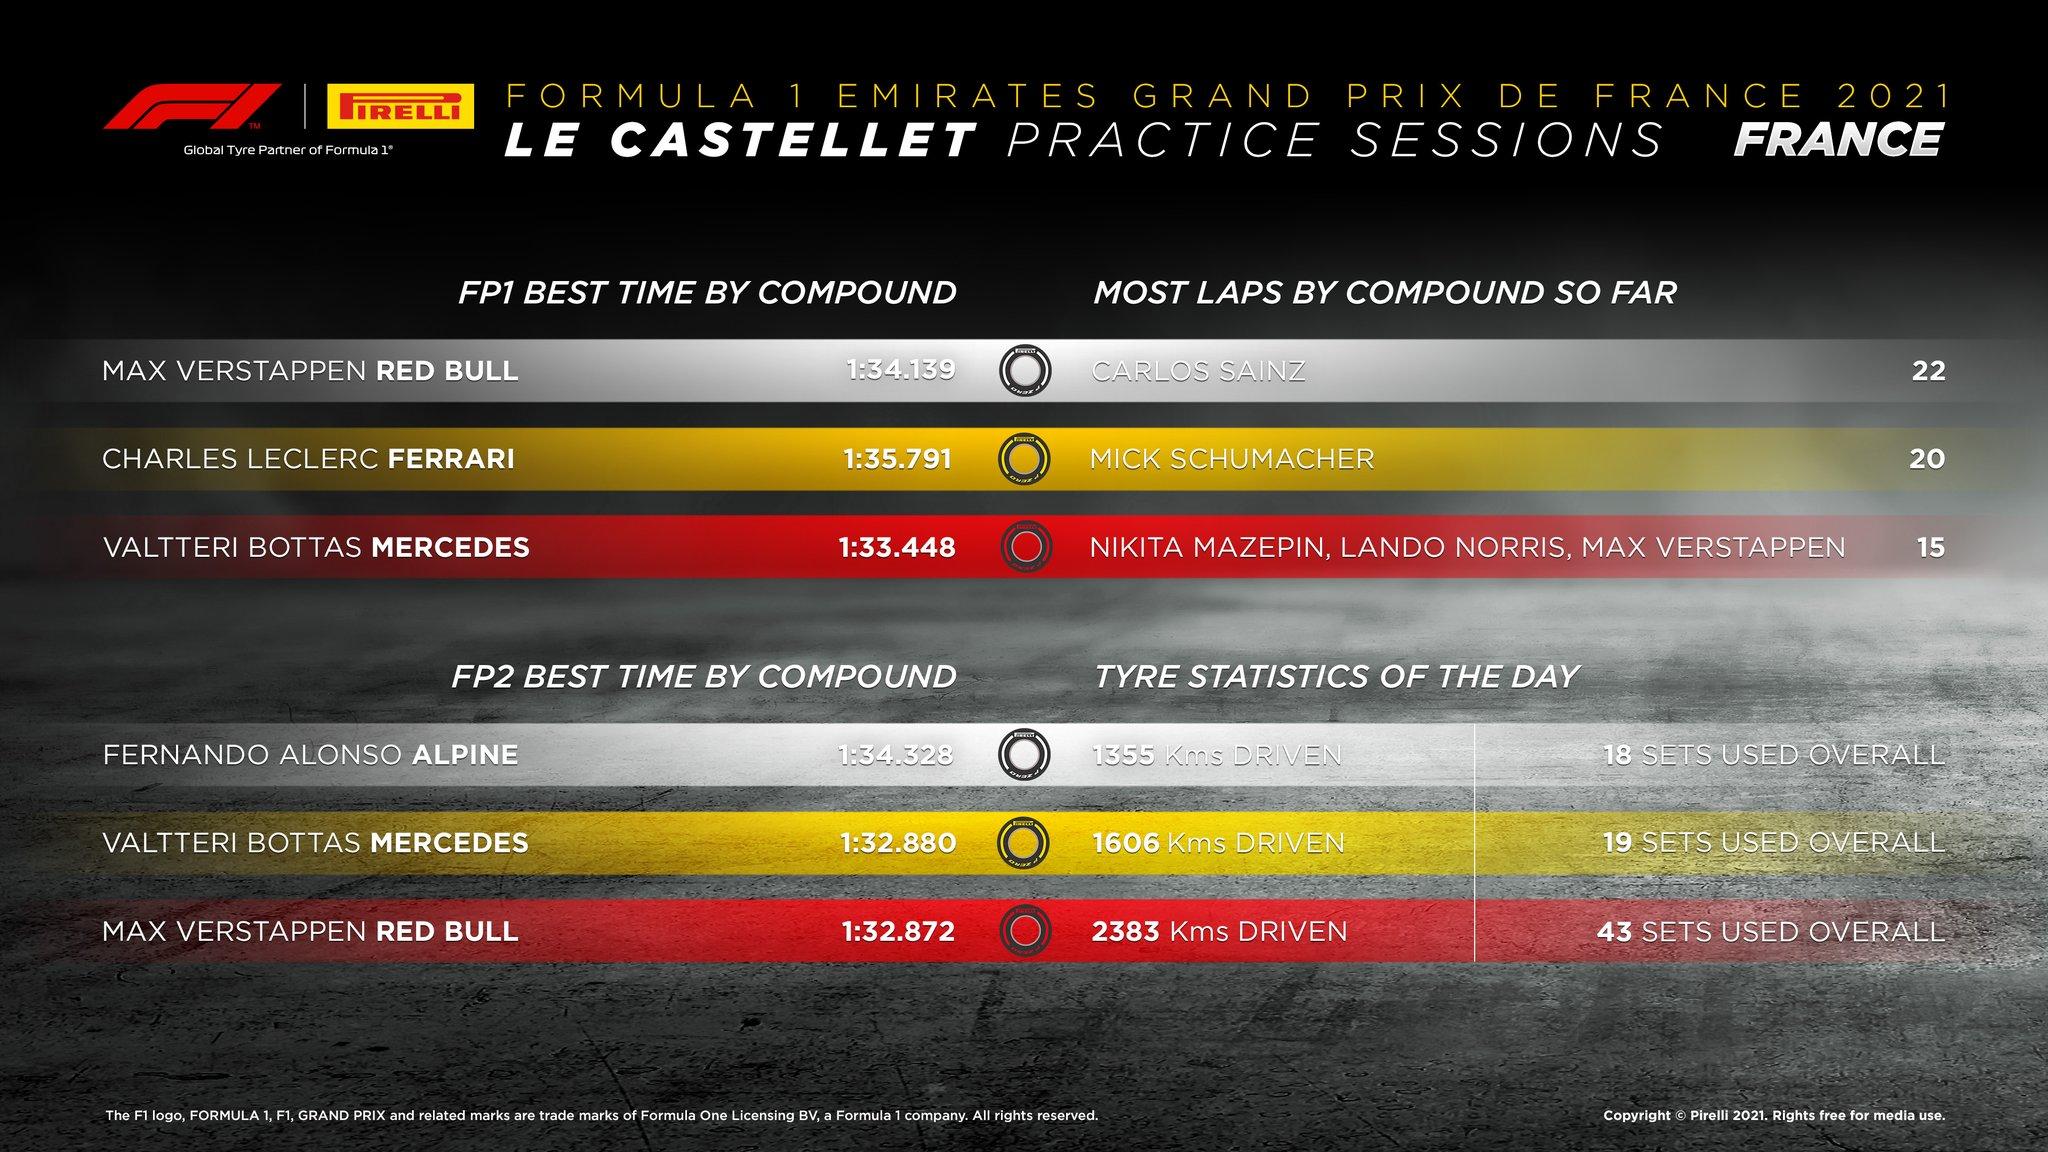 F1 ™ PIRELLI
Global Tyre Partner of Formula 1®
FORMULA 1 EMIRATES GRAND PRIX DE FRANCE 2021
LE CASTELLET PRACTICE SESSIONS FRANCE
FP1 BEST TIME BY COMPOUND
MOST LAPS BY COMPOUND SO FAR
MAX VERSTAPPEN RED BULL 1:34.139 CARLOS SAINZ 22
CHARLES LECLERC FERRARI 1:35.791 MICK SCHUMACHER 20
VALTTERI BOTTAS MERCEDES 1:33.448 NIKITA MAZEPIN, LANDO NORRIS, MAX VERSTAPPEN 15
FP2 BEST TIME BY COMPOUND
TYRE STATISTICS OF THE DAY
FERNANDO ALONSO ALPINE 1:34.328 1355 Kms DRIVEN 18 SETS USED OVERALL
VALTTERI BOTTAS MERCEDES 1:32.880 1606 Kms DRIVEN 19 SETS USED OVERALL
MAX VERSTAPPEN RED BULL 1:32.872 2383 Kms DRIVEN 43 SETS USED OVERALL
The F1 logo, FORMULA 1, F1, GRAND PRIX and related marks are trade marks of Formula One Licensing BV, a Formula 1 company. All rights reserved.
Copyright © Pirelli 2021. Rights free for media use.